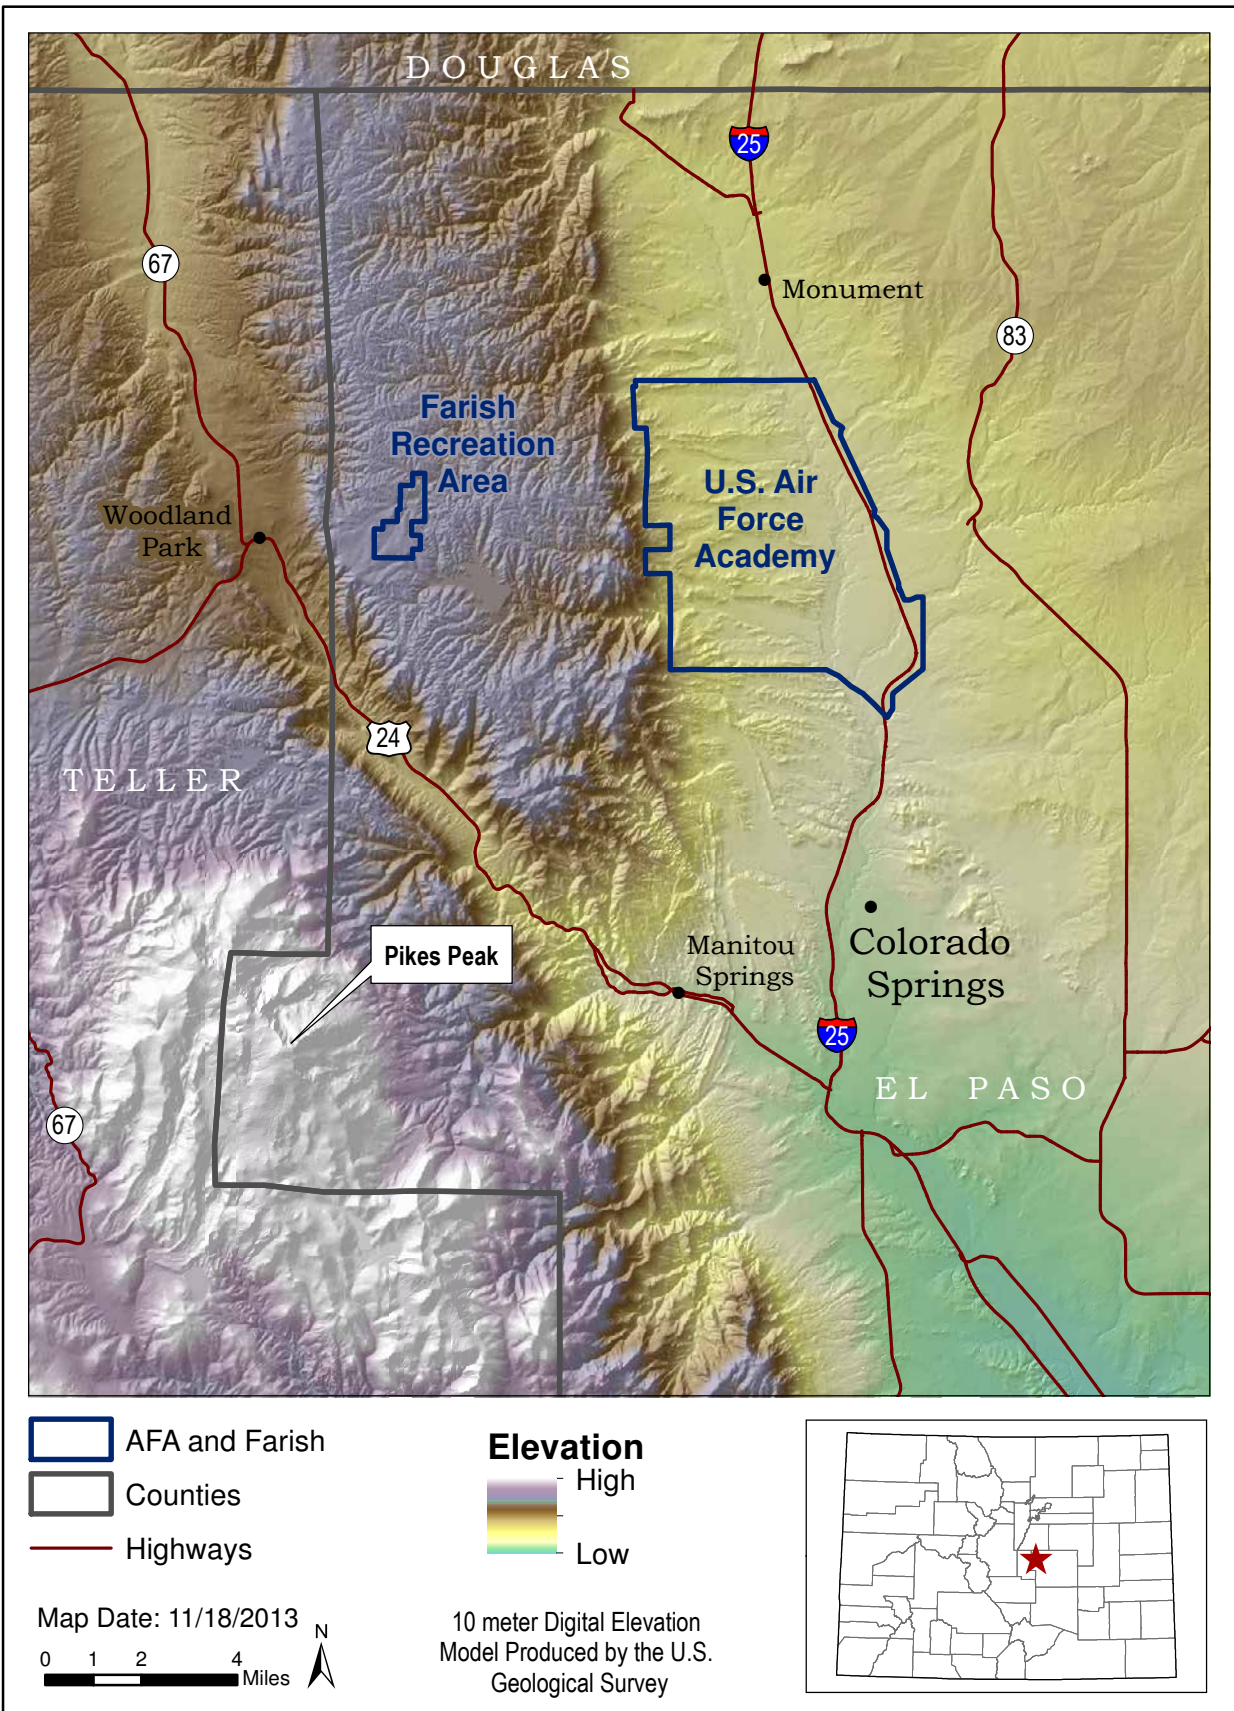 DOUGLAS
25
67
Monument
83
Farish
Recreation
Area
U.S. Air
Force
Academy
Woodland
Park
24
TELLER
Pikes Peak
Manitou
Springs
Colorado
Springs
25
EL PASO
67
AFA and Farish
Counties
Highways
Elevation
High
Low
Map Date: 11/18/2013
N
0 1 2 4
Miles
10 meter Digital Elevation
Model Produced by the U.S.
Geological Survey